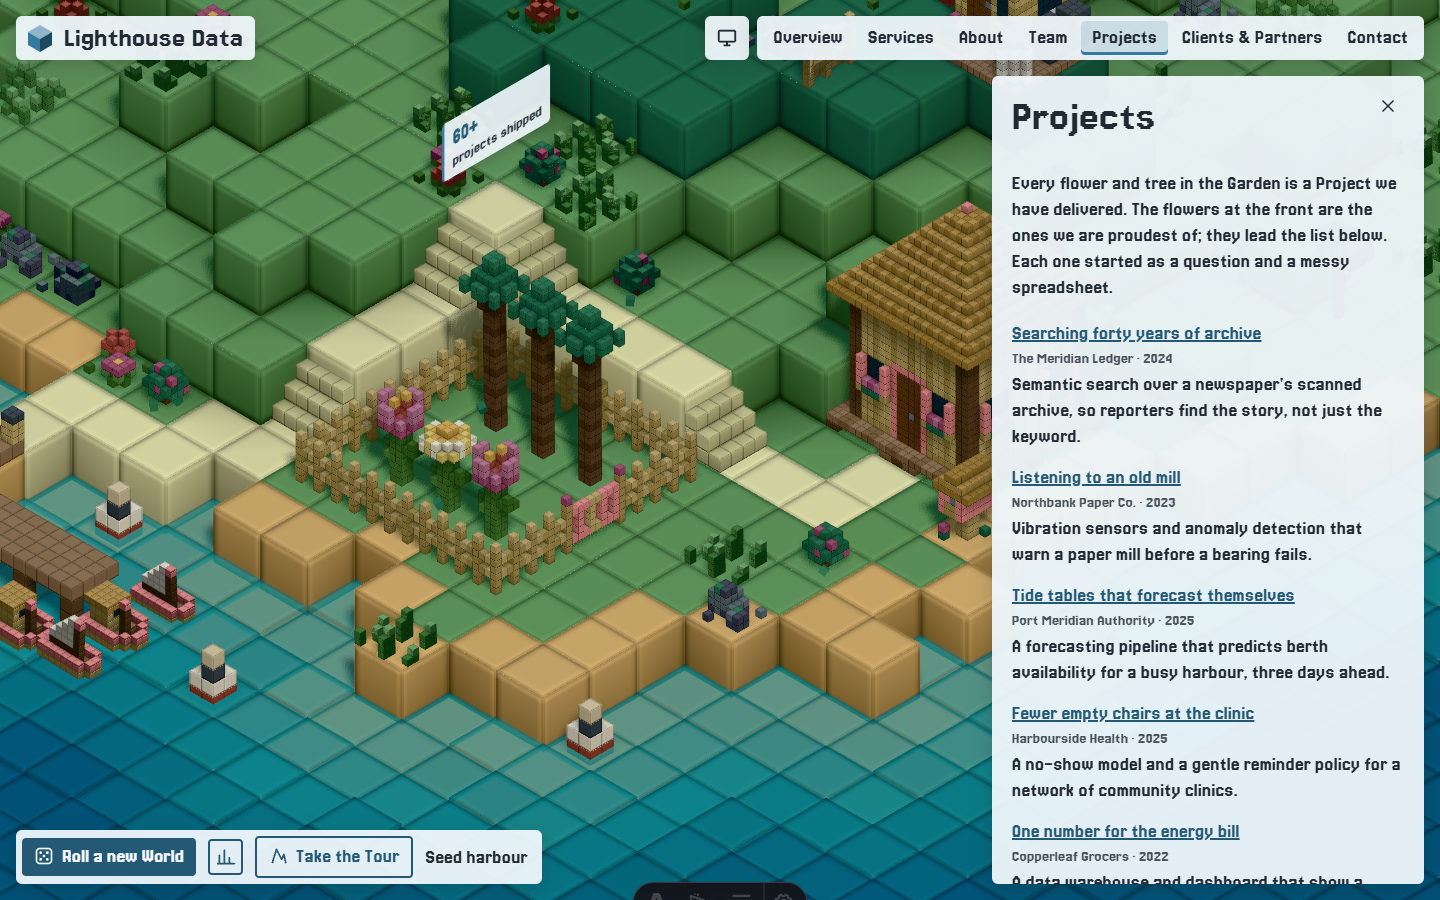 Lighthouse Data
Overview
Services
About
Team
Projects
Clients & Partners
Contact
60+
projects shipped
Projects
Every flower and tree in the Garden is a Project we
have delivered. The flowers at the front are the
ones we are proudest of; they lead the list below.
Each one started as a question and a messy
spreadsheet.
Searching forty years of archive
The Meridian Ledger · 2024
Semantic search over a newspaper's scanned
archive, so reporters find the story, not just the
keyword.
Listening to an old mill
Northbank Paper Co. · 2023
Vibration sensors and anomaly detection that
warn a paper mill before a bearing fails.
Tide tables that forecast themselves
Port Meridian Authority · 2025
A forecasting pipeline that predicts berth
availability for a busy harbour, three days ahead.
Fewer empty chairs at the clinic
Harbourside Health · 2025
A no-show model and a gentle reminder policy for a
network of community clinics.
One number for the energy bill
Copperleaf Grocers · 2022
A data warehouse and dashboard that show a
Roll a new World
Take the Tour
Seed harbour